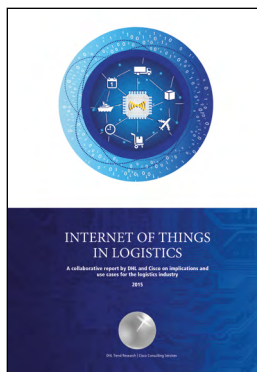 INTERNET OF THINGS
IN LOGISTICS
A collaborative report by DHL and Cisco on implications and
use cases for the logistics industry
2015
DHL Trend Research | Cisco Consulting Services